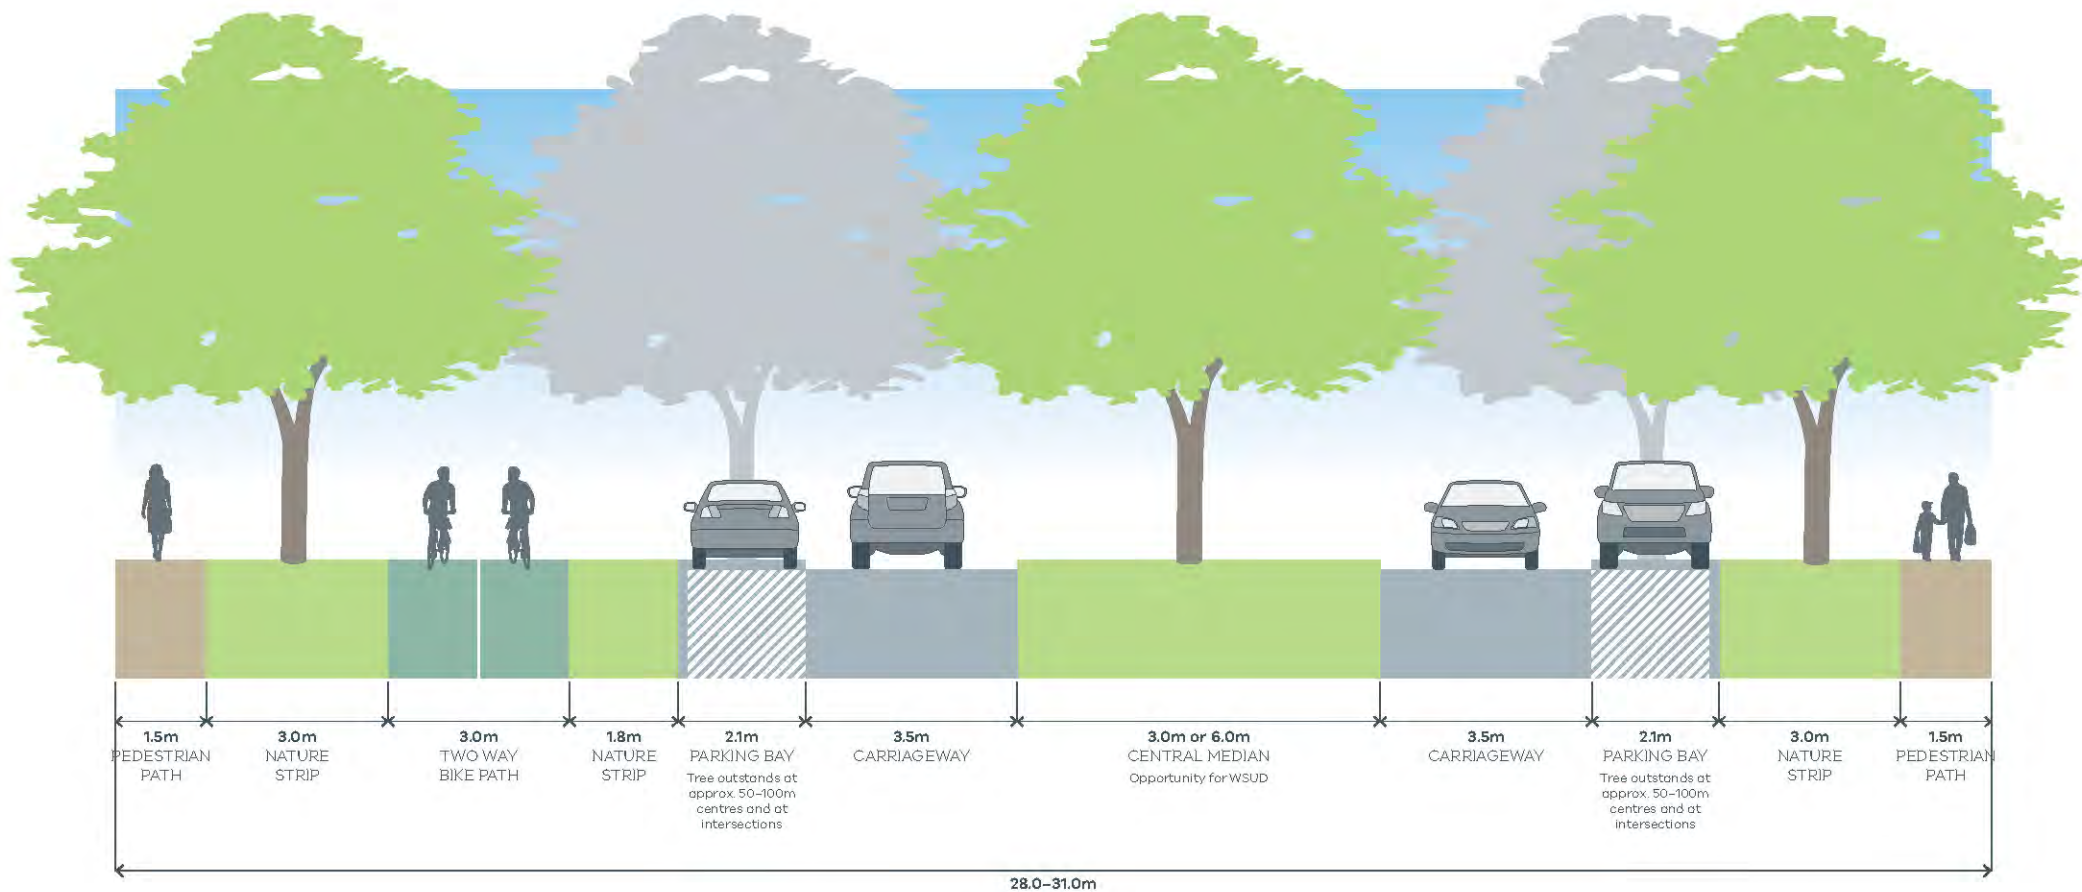 1.5m
PEDESTRIAN
PATH
3.0m
NATURE
STRIP
3.0m
TWO WAY
BIKE PATH
1.8m
NATURE
STRIP
2.1m
PARKING BAY
Tree outstands at
approx. 50–100m
centres and at
intersections
3.5m
CARRIAGEWAY
3.0m or 6.0m
CENTRAL MEDIAN
Opportunity for WSUD
3.5m
CARRIAGEWAY
2.1m
PARKING BAY
Tree outstands at
approx. 50–100m
centres and at
intersections
3.0m
NATURE
STRIP
1.5m
PEDESTRIAN
PATH
28.0–31.0m